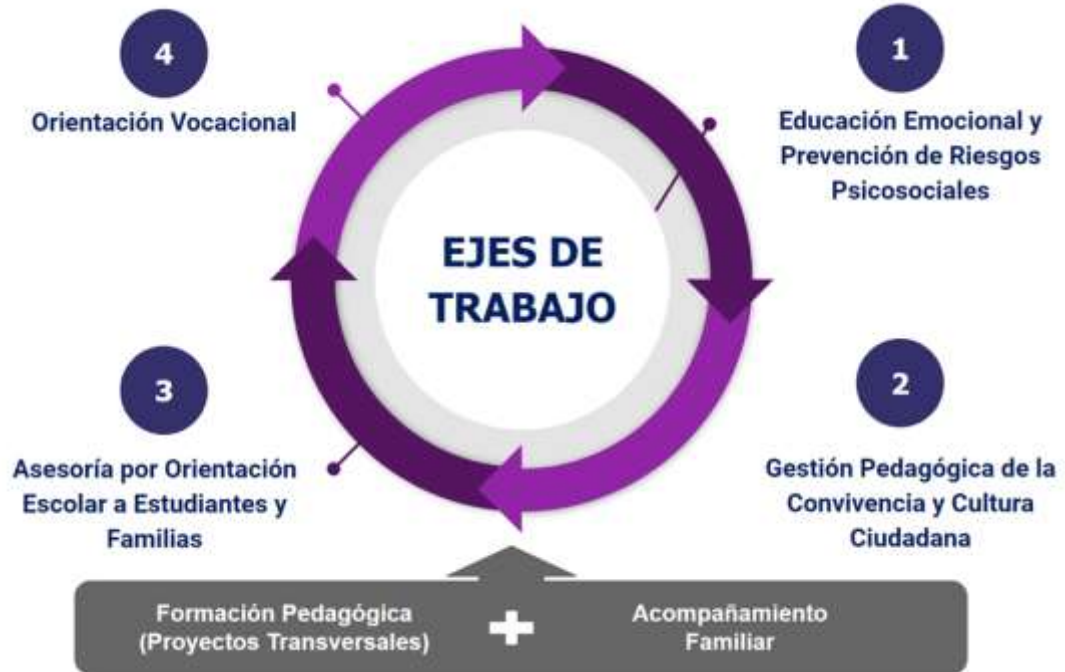 4
Orientación Vocacional
1
Educación Emocional y
Prevención de Riesgos
Psicosociales
EJES DE
TRABAJO
3
Asesoría por Orientación
Escolar a Estudiantes y
Familias
2
Gestión Pedagógica de la
Convivencia y Cultura
Ciudadana
Formación Pedagógica
(Proyectos Transversales)
Acompañamiento
Familiar